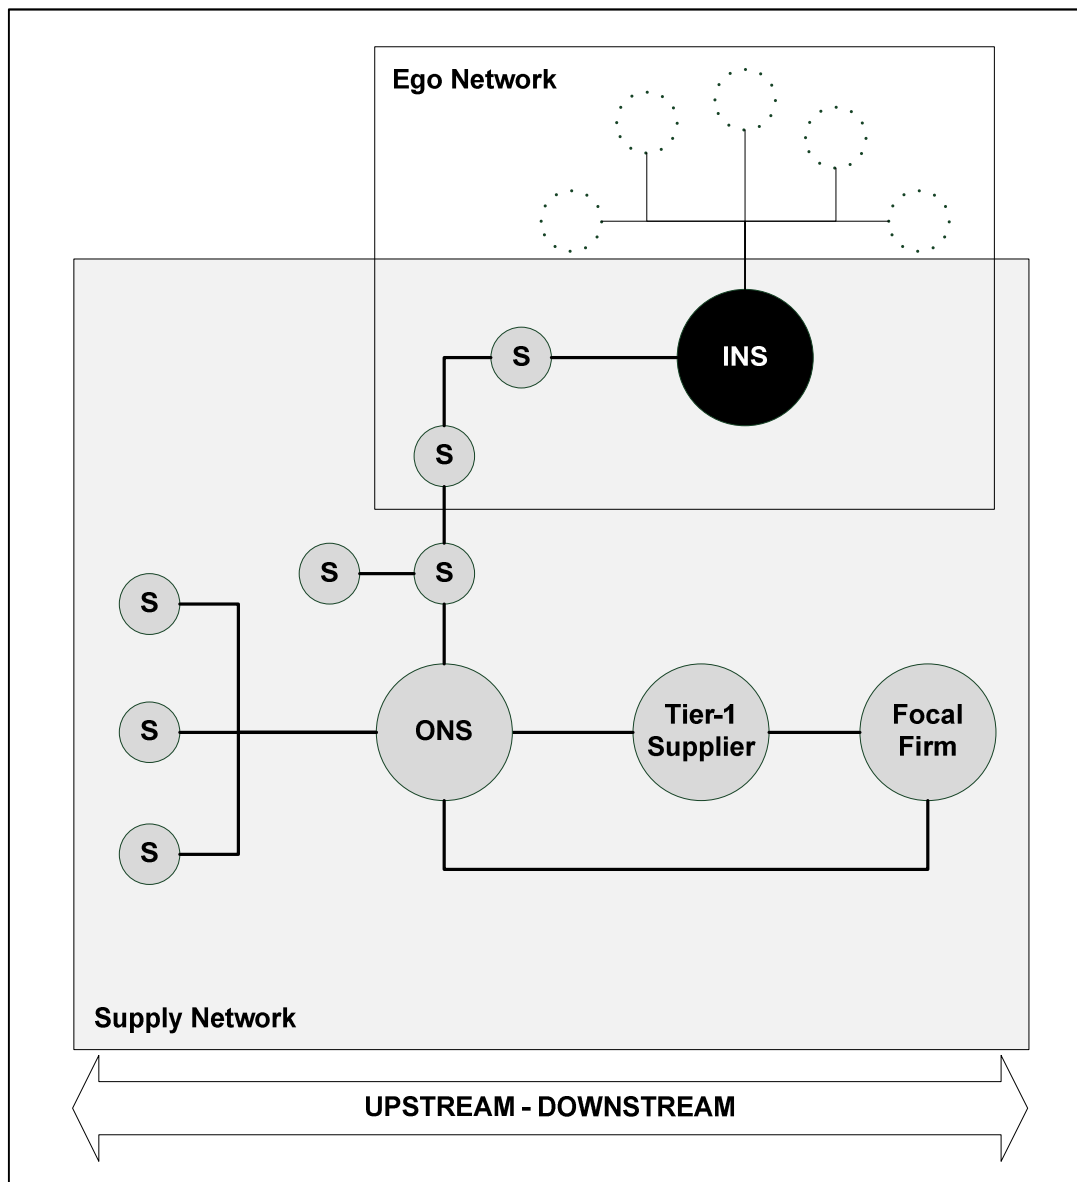 Ego Network
INS
S
S
S
S
S
S
S
ONS
Tier-1
Supplier
Focal
Firm
Supply Network
UPSTREAM - DOWNSTREAM